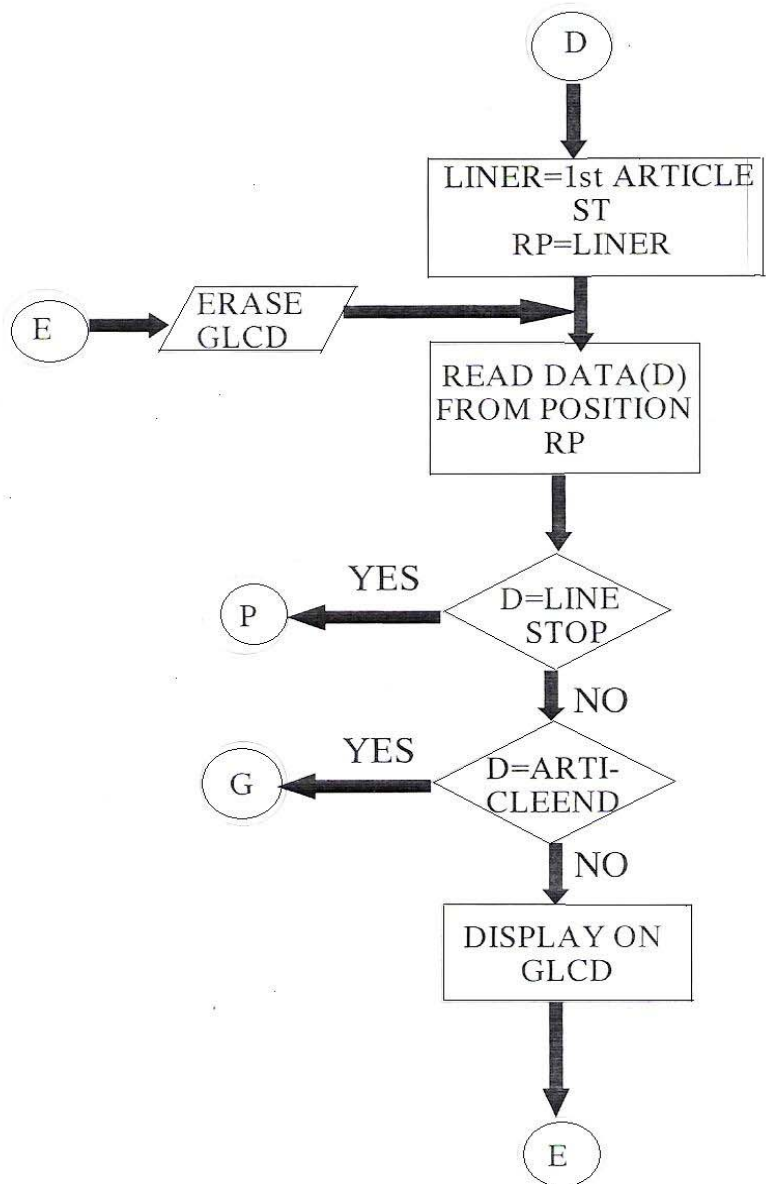 D
LINER=1st ARTICLE
ST
RP=LINER
E
ERASE
GLCD
READ DATA(D)
FROM POSITION
RP
YES
P
D=LINE
STOP
NO
YES
G
D=ARTI-
CLEEND
NO
DISPLAY ON
GLCD
E